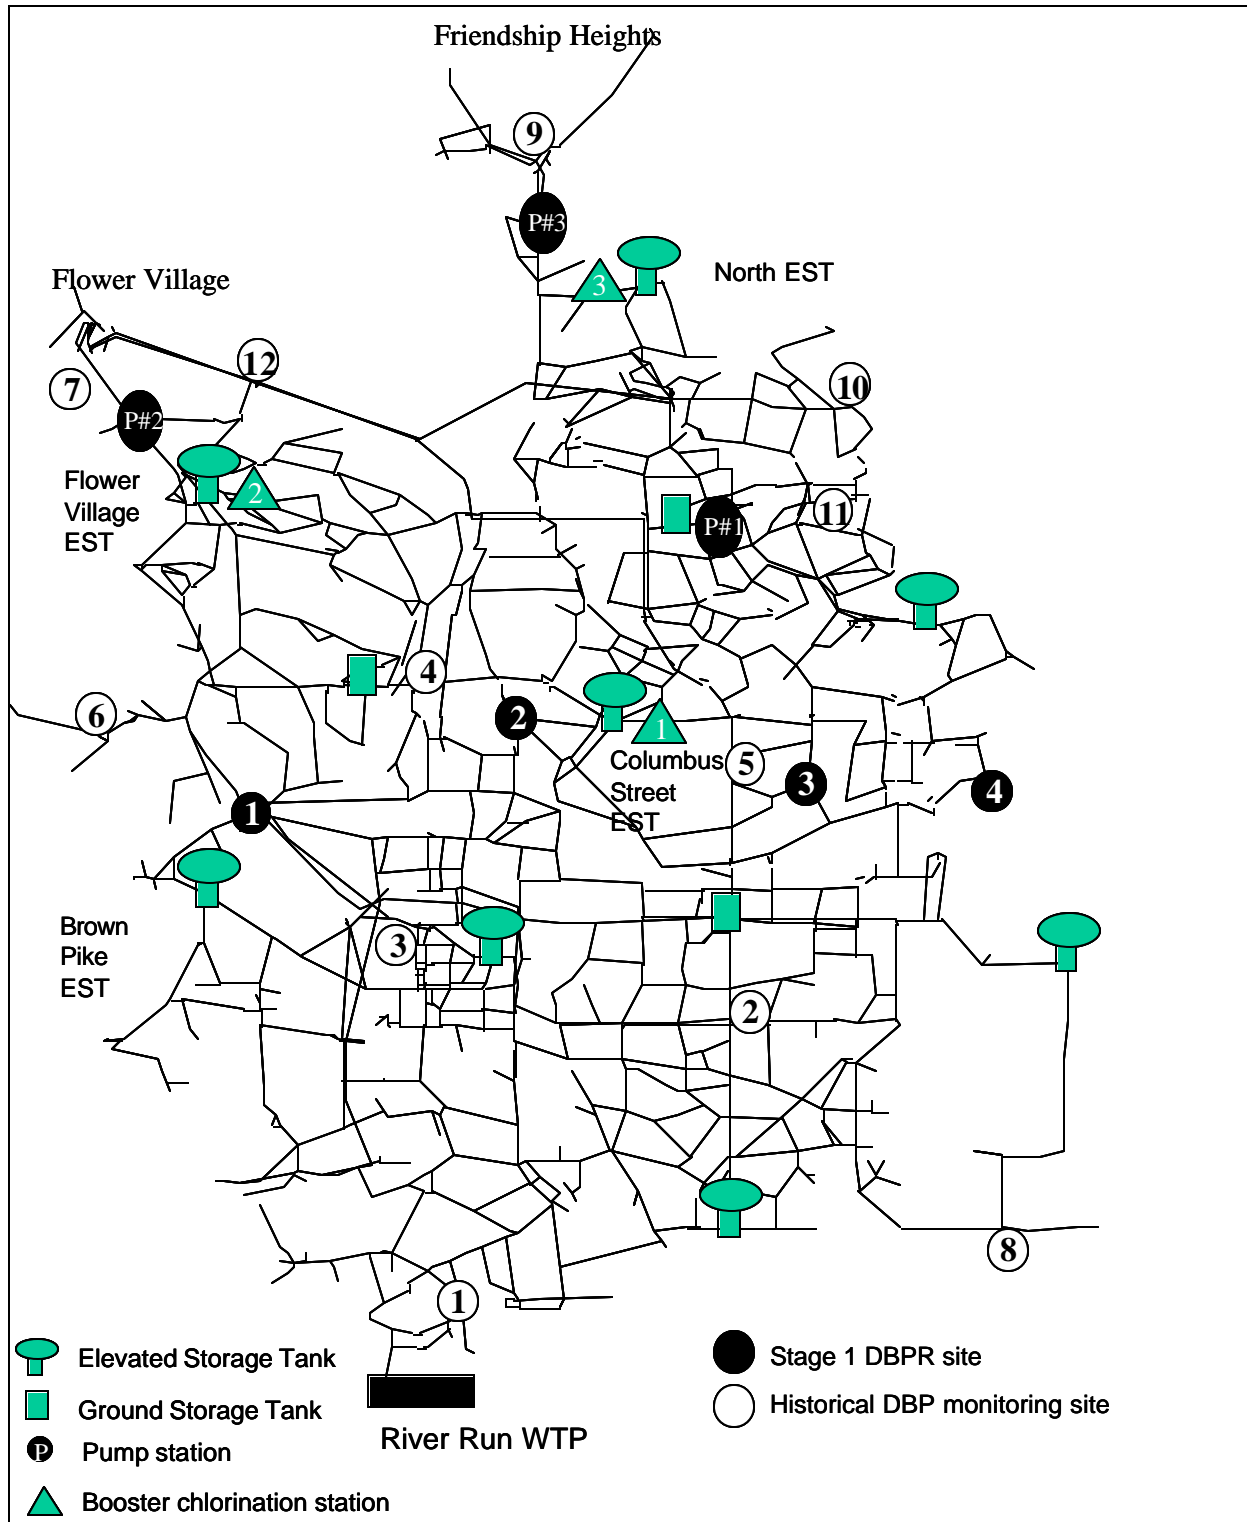 Friendship Heights
9
P#3
3
North EST
Flower Village
12
7
10
P#2
Flower
Village
EST
2
11
P#1
4
6
2
1
Columbus
Street
EST
5
3
4
1
Brown
Pike
EST
3
2
8
1
Elevated Storage Tank
Ground Storage Tank
P
Pump station
Booster chlorination station
River Run WTP
Stage 1 DBPR site
Historical DBP monitoring site